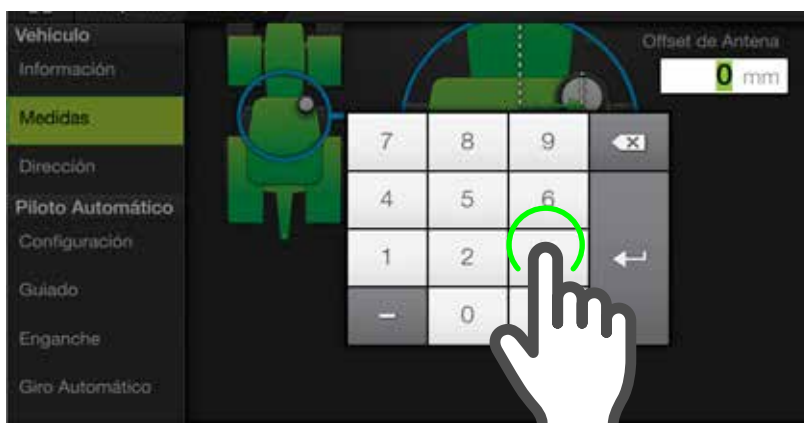 Vehículo
Información
Medidas
Dirección
Piloto Automático
Configuración
Guiado
Enganche
Giro Automático
Offset de Antena
0 mm
7 8 9
4 5 6
1 2
- 0